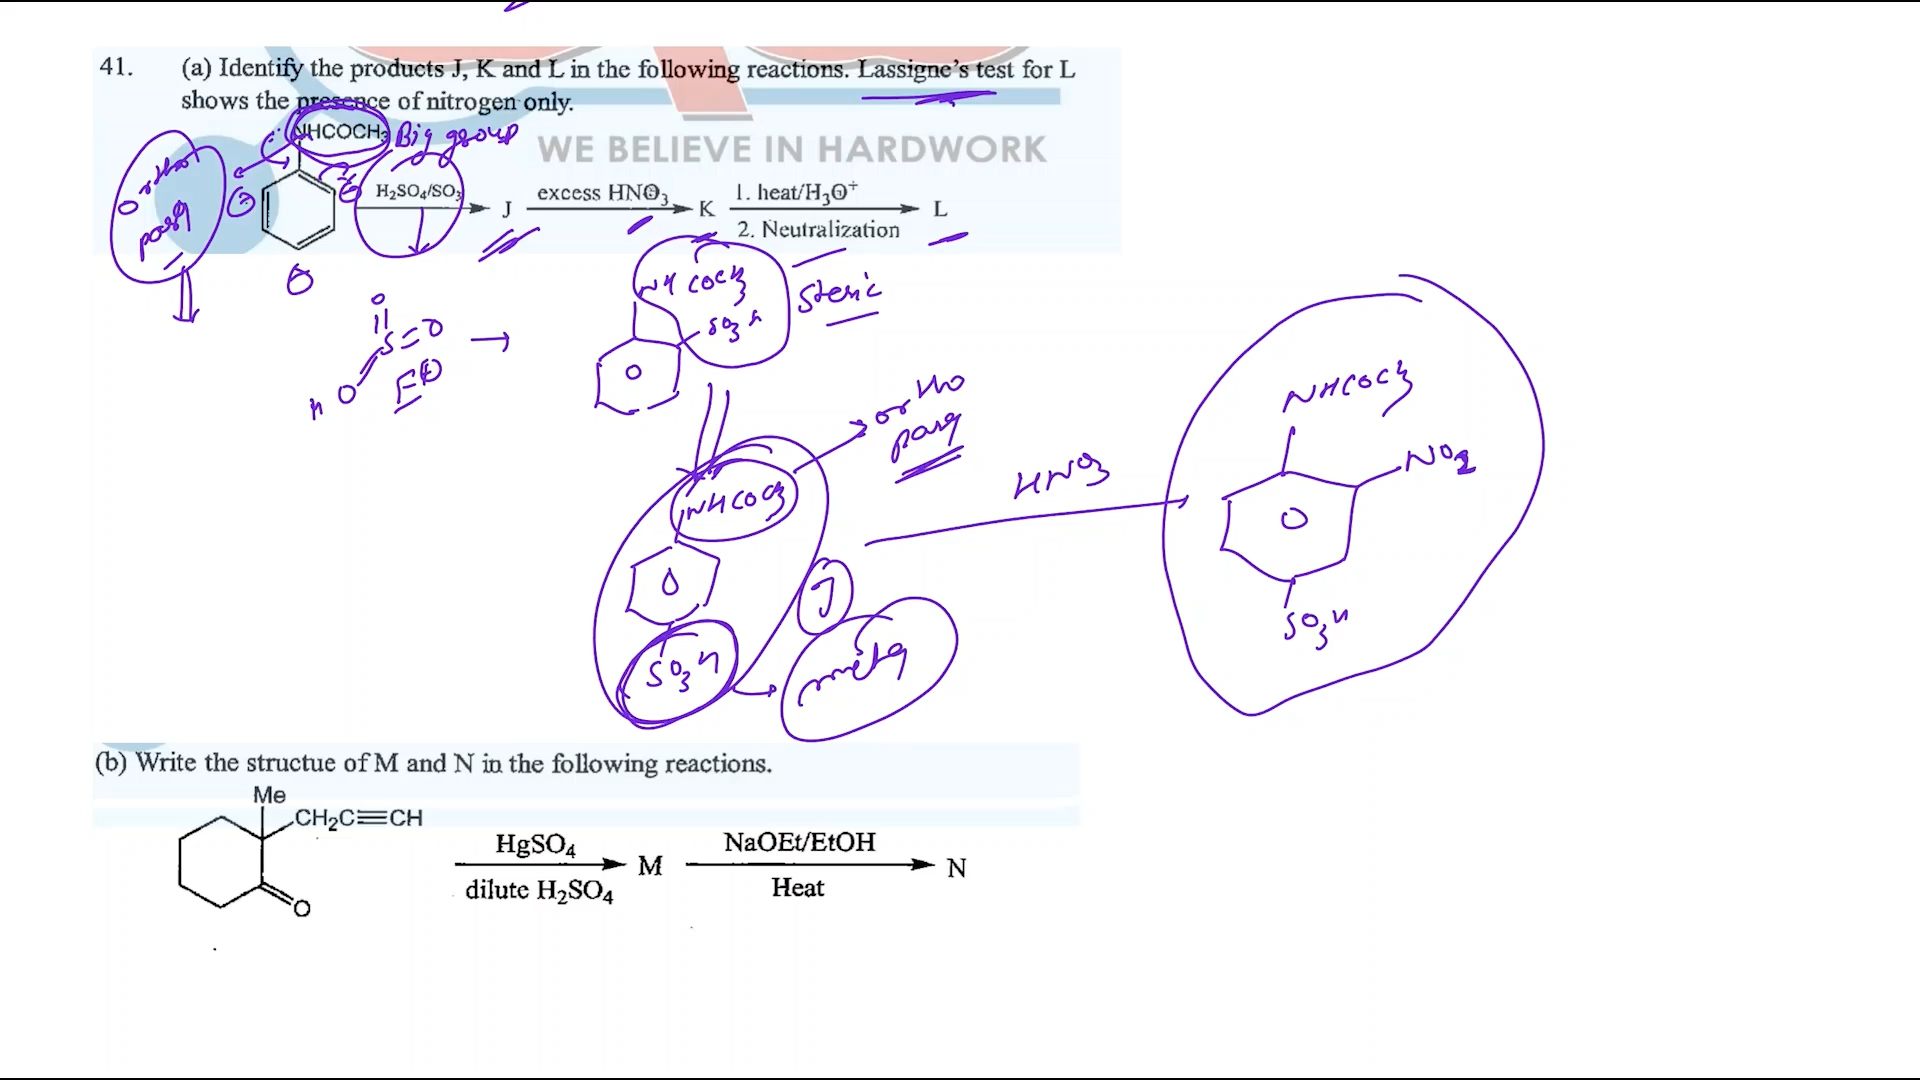 41. (a) Identify the products J, K and L in the following reactions. Lassigne's test for L
shows the presence of nitrogen only.
NHCOCH3 Big group
WE BELIEVE IN HARDWORK
ortho
para
H₂SO₄/SO₃ J excess HNO₃ K 1. heat/H₃O⁺ L
2. Neutralization
NHCOCH3
SO3H
Steric
O
S=O
HO
E⊕
ortho
para
NHCOCH3
SO3H
J
meta
HNO3
NHCOCH3
NO2
SO3H
(b) Write the structue of M and N in the following reactions.
Me
CH₂C≡CH
O
HgSO₄ M NaOEt/EtOH N
dilute H₂SO₄ Heat